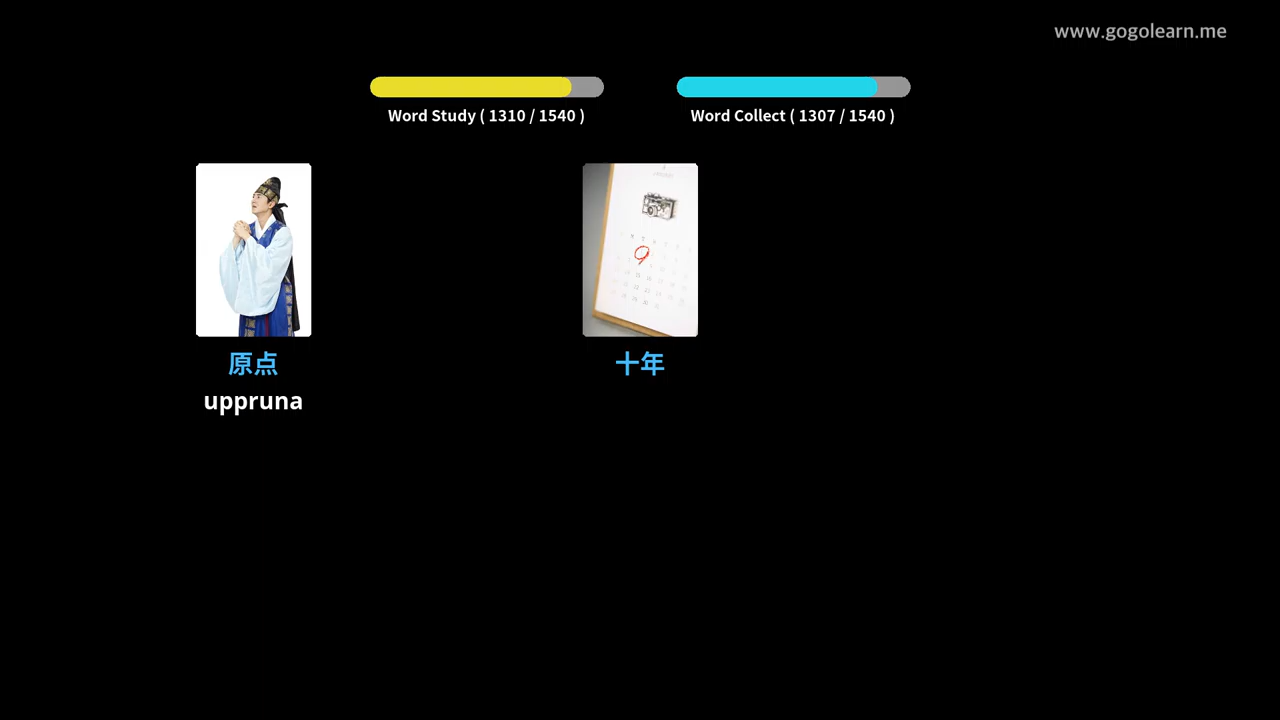 www.gogolearn.me
Word Study ( 1310 / 1540 )
Word Collect ( 1307 / 1540 )
原点
十年
uppruna